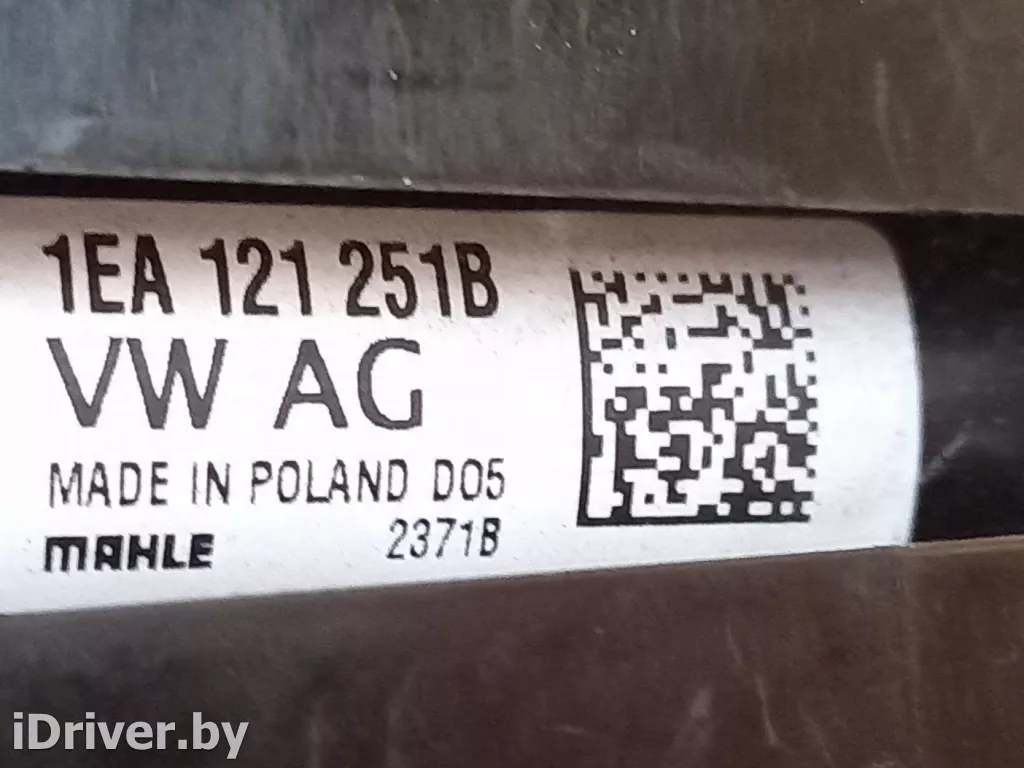 1EA 121 251B
VW AG
MADE IN POLAND D05
MAHLE 2371B
iDriver.by